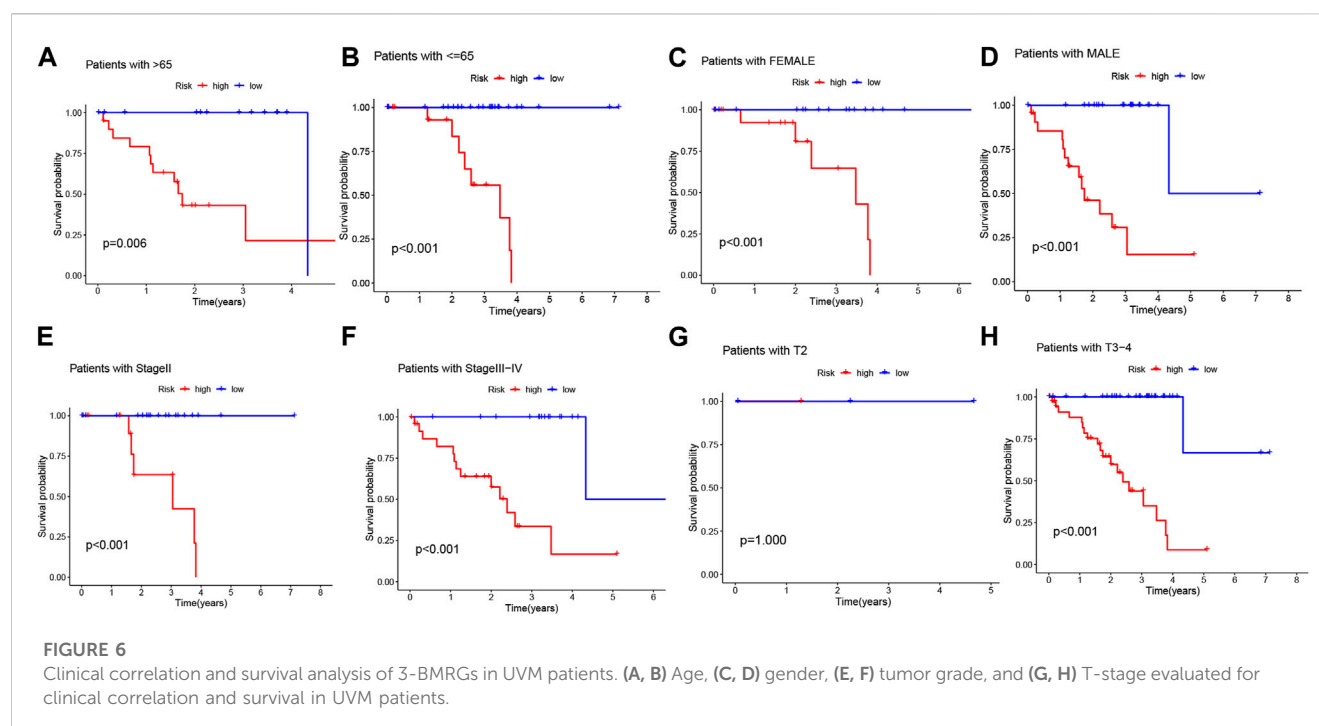 A
Patients with >65
Risk high low
Survival probability
1.00
0.75
0.50
0.25
0.00
p=0.006
0 1 2 3 4
Time(years)
B
Patients with <=65
Risk high low
Survival probability
1.00
0.75
0.50
0.25
0.00
p<0.001
0 1 2 3 4 5 6 7 8
Time(years)
C
Patients with FEMALE
Risk high low
Survival probability
1.00
0.75
0.50
0.25
0.00
p<0.001
0 1 2 3 4 5 6
Time(years)
D
Patients with MALE
Risk high low
Survival probability
1.00
0.75
0.50
0.25
0.00
p<0.001
0 1 2 3 4 5 6 7 8
Time(years)
E
Patients with StageII
Risk high low
Survival probability
1.00
0.75
0.50
0.25
0.00
p<0.001
0 1 2 3 4 5 6 7 8
Time(years)
F
Patients with StageIII-IV
Risk high low
Survival probability
1.00
0.75
0.50
0.25
0.00
p<0.001
0 1 2 3 4 5 6
Time(years)
G
Patients with T2
Risk high low
Survival probability
1.00
0.75
0.50
0.25
0.00
p=1.000
0 1 2 3 4 5
Time(years)
H
Patients with T3-4
Risk high low
Survival probability
1.00
0.75
0.50
0.25
0.00
p<0.001
0 1 2 3 4 5 6 7 8
Time(years)
FIGURE 6
Clinical correlation and survival analysis of 3-BMRGs in UVM patients. (A, B) Age, (C, D) gender, (E, F) tumor grade, and (G, H) T-stage evaluated for
clinical correlation and survival in UVM patients.